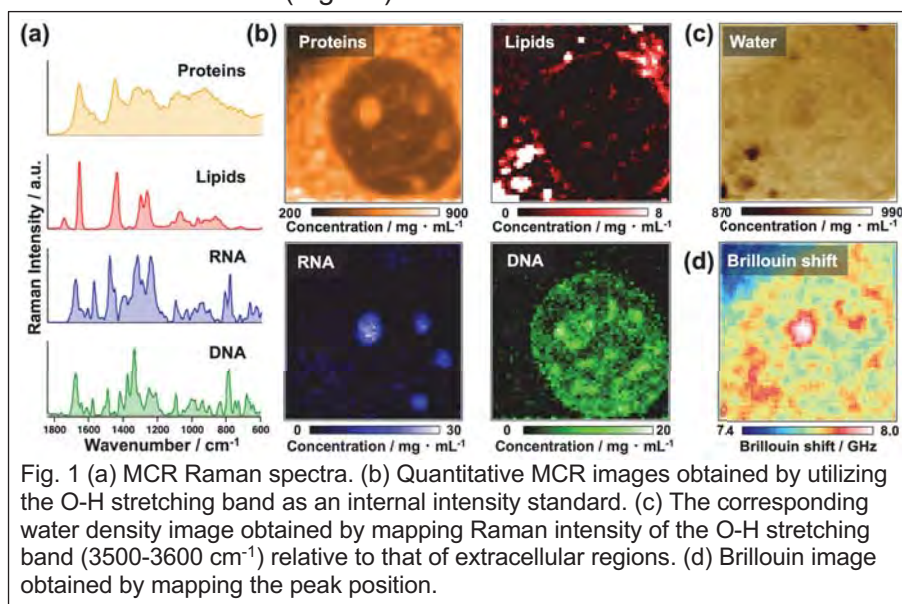 (a)
Proteins
Lipids
RNA
DNA
Raman Intensity / a.u.
1800 1600 1400 1200 1000 800 600
Wavenumber / cm-1
(b)
Proteins
200 900
Concentration / mg・mL-1
Lipids
0 8
Concentration / mg・mL-1
RNA
0 30
Concentration / mg・mL-1
DNA
0 20
Concentration / mg・mL-1
(c)
Water
870 990
Concentration / mg・mL-1
(d)
Brillouin shift
7.4 8.0
Brillouin shift / GHz
Fig. 1 (a) MCR Raman spectra. (b) Quantitative MCR images obtained by utilizing
the O-H stretching band as an internal intensity standard. (c) The corresponding
water density image obtained by mapping Raman intensity of the O-H stretching
band (3500-3600 cm-1) relative to that of extracellular regions. (d) Brillouin image
obtained by mapping the peak position.